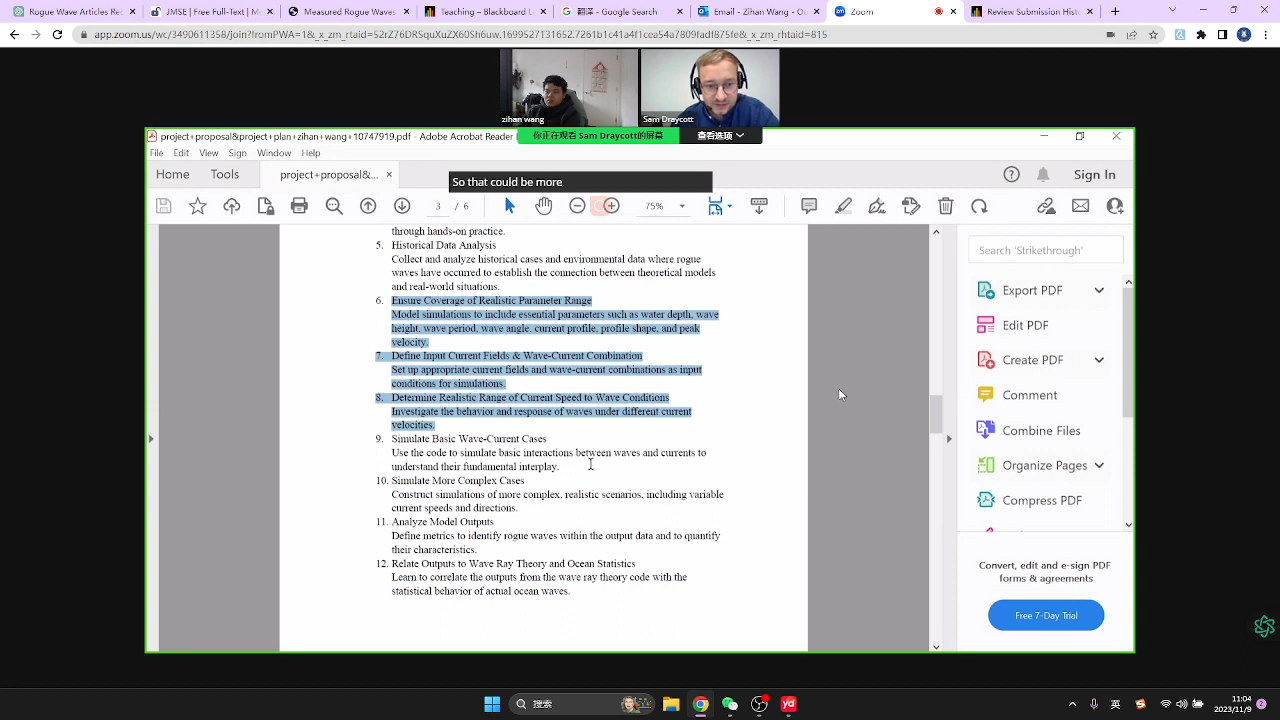 Rogue Wave Articles Re
JMSE | Free Full-Text | M
Measured Rogue Waves
Teaching – Blackboard L
翻译 - Google Search
Email - Zihan Wang - O
Zoom
Review Submission Hist
app.zoom.us/wc/3490611358/join?fromPWA=18_x_zm_rtaid=52rZ76DRSquXuZX60Sh6uw.1699527131652.7261b1c41a4f1cea54a7809fadf875fe&_x_zm_rhtaid=815
zihan wang
Sam Draycott
project+proposal&project+plan+zihan+wang+10747919.pdf - Adobe Acrobat Reader
你正在观看 Sam Draycott的屏幕
查看选项
File Edit View Sign Window Help
Home Tools project+proposal&... ×
So that could be more
Sign In
3 / 6
75%
through hands-on practice.
5. Historical Data Analysis
Collect and analyze historical cases and environmental data where rogue
waves have occurred to establish the connection between theoretical models
and real-world situations.
6. Ensure Coverage of Realistic Parameter Range
Model simulations to include essential parameters such as water depth, wave
height, wave period, wave angle, current profile, profile shape, and peak
velocity.
7. Define Input Current Fields & Wave-Current Combination
Set up appropriate current fields and wave-current combinations as input
conditions for simulations.
8. Determine Realistic Range of Current Speed to Wave Conditions
Investigate the behavior and response of waves under different current
velocities.
9. Simulate Basic Wave-Current Cases
Use the code to simulate basic interactions between waves and currents to
understand their fundamental interplay.
10. Simulate More Complex Cases
Construct simulations of more complex, realistic scenarios, including variable
current speeds and directions.
11. Analyze Model Outputs
Define metrics to identify rogue waves within the output data and to quantify
their characteristics.
12. Relate Outputs to Wave Ray Theory and Ocean Statistics
Learn to correlate the outputs from the wave ray theory code with the
statistical behavior of actual ocean waves.
Search 'Strikethrough'
Export PDF
Edit PDF
Create PDF
Comment
Combine Files
Organize Pages
Compress PDF
Convert, edit and e-sign PDF
forms & agreements
Free 7-Day Trial
搜索
yd
英
11:04
2023/11/9
2